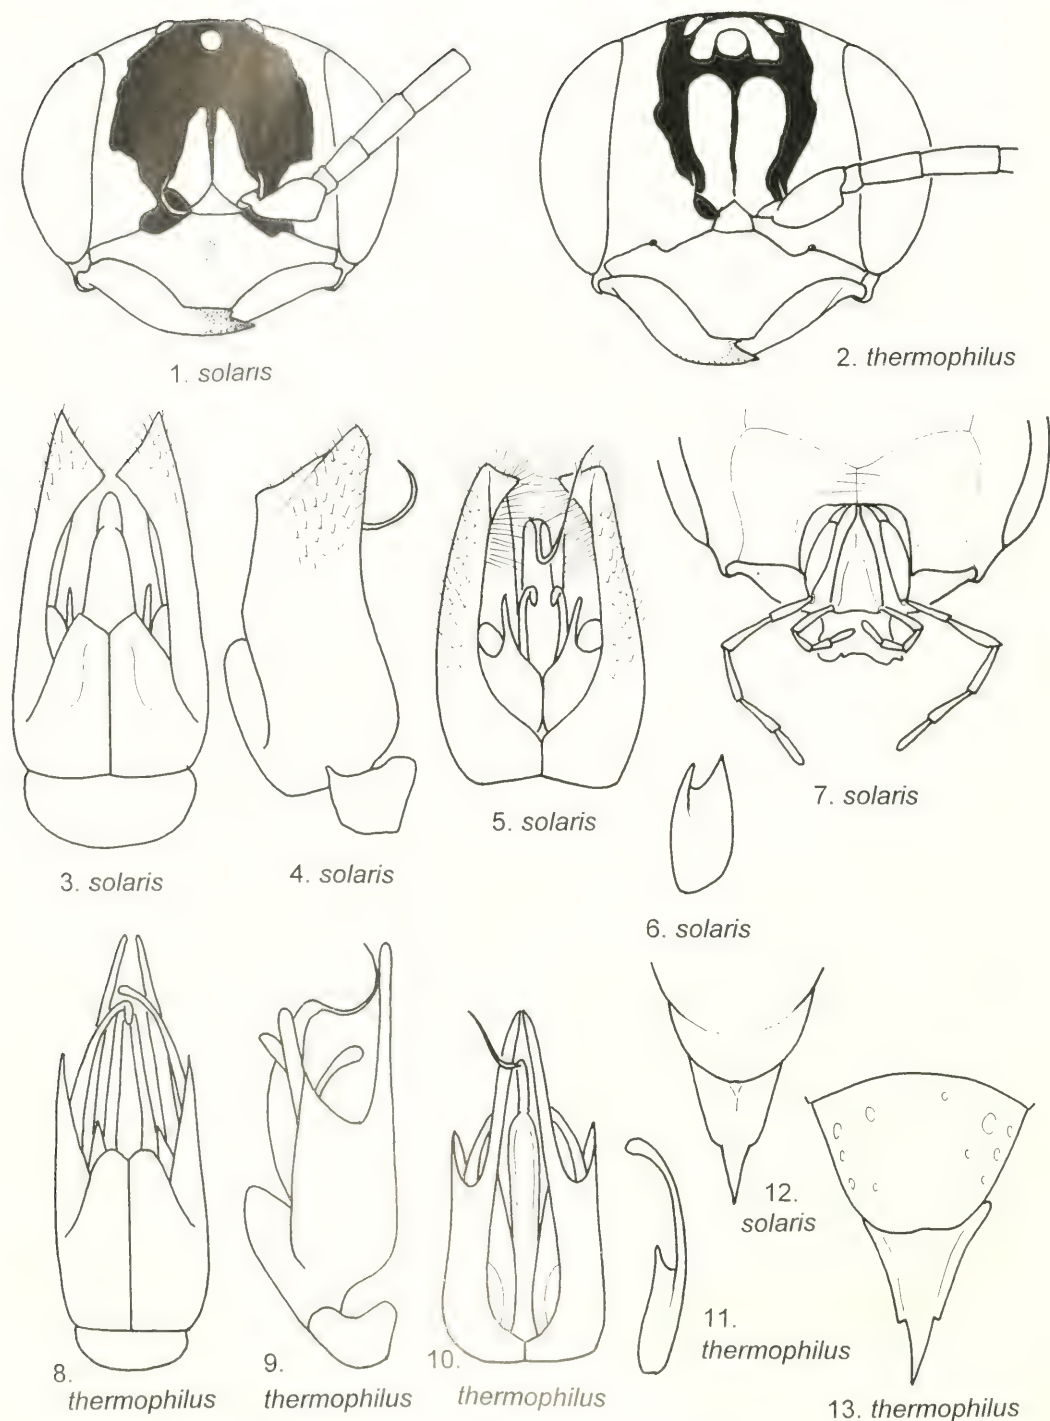 1. solaris
2. thermophilus
3. solaris
4. solaris
5. solaris
6. solaris
7. solaris
8.
thermophilus
9.
thermophilus
10.
thermophilus
11.
thermophilus
12.
solaris
13. thermophilus